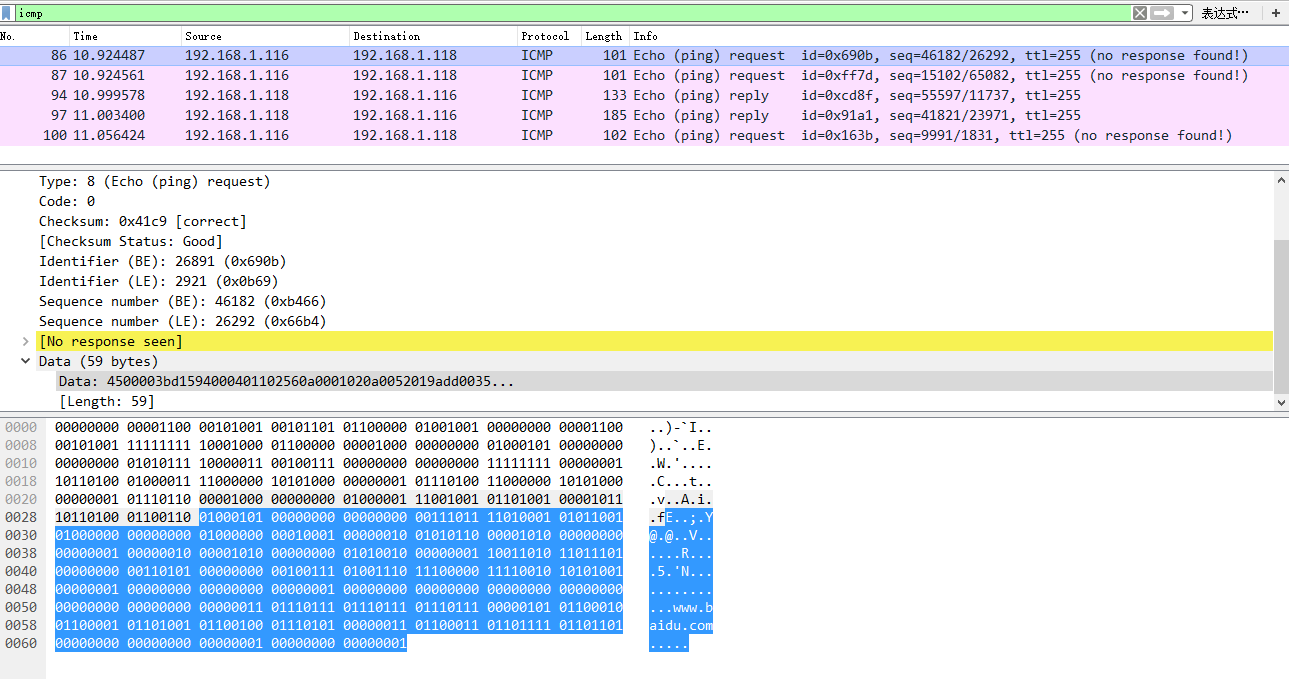 icmp 表达式… +
No. Time Source Destination Protocol Length Info
86 10.924487 192.168.1.116 192.168.1.118 ICMP 101 Echo (ping) request id=0x690b, seq=46182/26292, ttl=255 (no response found!)
87 10.924561 192.168.1.116 192.168.1.118 ICMP 101 Echo (ping) request id=0xff7d, seq=15102/65082, ttl=255 (no response found!)
94 10.999578 192.168.1.118 192.168.1.116 ICMP 133 Echo (ping) reply id=0xcd8f, seq=55597/11737, ttl=255
97 11.003400 192.168.1.118 192.168.1.116 ICMP 185 Echo (ping) reply id=0x91a1, seq=41821/23971, ttl=255
100 11.056424 192.168.1.116 192.168.1.118 ICMP 102 Echo (ping) request id=0x163b, seq=9991/1831, ttl=255 (no response found!)
Type: 8 (Echo (ping) request)
Code: 0
Checksum: 0x41c9 [correct]
[Checksum Status: Good]
Identifier (BE): 26891 (0x690b)
Identifier (LE): 2921 (0x0b69)
Sequence number (BE): 46182 (0xb466)
Sequence number (LE): 26292 (0x66b4)
[No response seen]
Data (59 bytes)
Data: 4500003bd1594000401102560a0001020a0052019add0035...
[Length: 59]
0000 00000000 00001100 00101001 00101101 01100000 01001001 00000000 00001100 ..)-`I..
0008 00101001 11111111 10001000 01100000 00001000 00000000 01000101 00000000 )..`..E.
0010 00000000 01010111 10000011 00100111 00000000 00000000 11111111 00000001 .W.'....
0018 10110100 01000011 11000000 10101000 00000001 01110100 11000000 10101000 .C...t..
0020 00000001 01110110 00001000 00000000 01000001 11001001 01101001 00001011 .v..A.i.
0028 10110100 01100110 01000101 00000000 00000000 00111011 11010001 01011001 .fE..;.Y
0030 01000000 00000000 01000000 00010001 00000010 01010110 00001010 00000000 @.@..V..
0038 00000001 00000010 00001010 00000000 01010010 00000001 10011010 11011101 ....R...
0040 00000000 00110101 00000000 00100111 01001110 11100000 11110010 10101001 .5.'N...
0048 00000001 00000000 00000000 00000001 00000000 00000000 00000000 00000000 ........
0050 00000000 00000000 00000011 01110111 01110111 01110111 00000101 01100010 ...www.b
0058 01100001 01101001 01100100 01110101 00000011 01100011 01101111 01101101 aidu.com
0060 00000000 00000000 00000001 00000000 00000001 .....